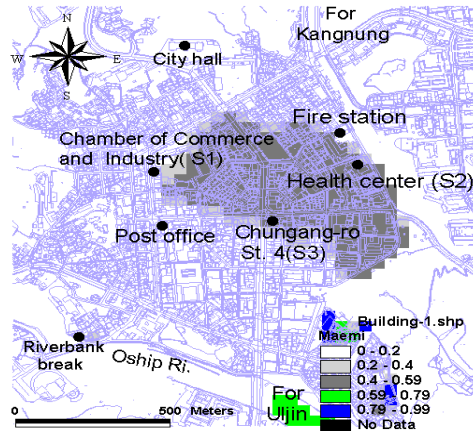 For
Kangnung
N
W E
S
City hall
Fire station
Chamber of Commerce
and Industry(S1)
Health center (S2)
Post office
Chungang-ro
St. 4(S3)
Building-1.shp
Maemi
Riverbank
break
Oship Ri.
0 - 0.2
0.2 - 0.4
0.4 - 0.59
0.59 - 0.79
0.79 - 0.99
No Data
For
Uljin
0 500 Meters